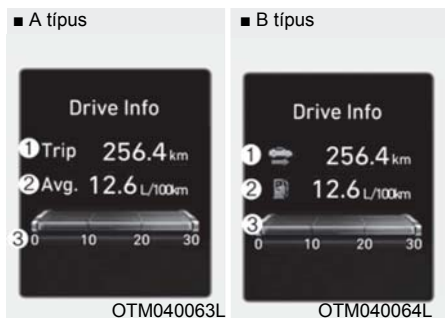 ■ A típus
Drive Info
① Trip 256.4 km
② Avg. 12.6 L/100km
③
0 10 20 30
OTM040063L
■ B típus
Drive Info
① 256.4 km
② 12.6 L/100km
③
0 10 20 30
OTM040064L